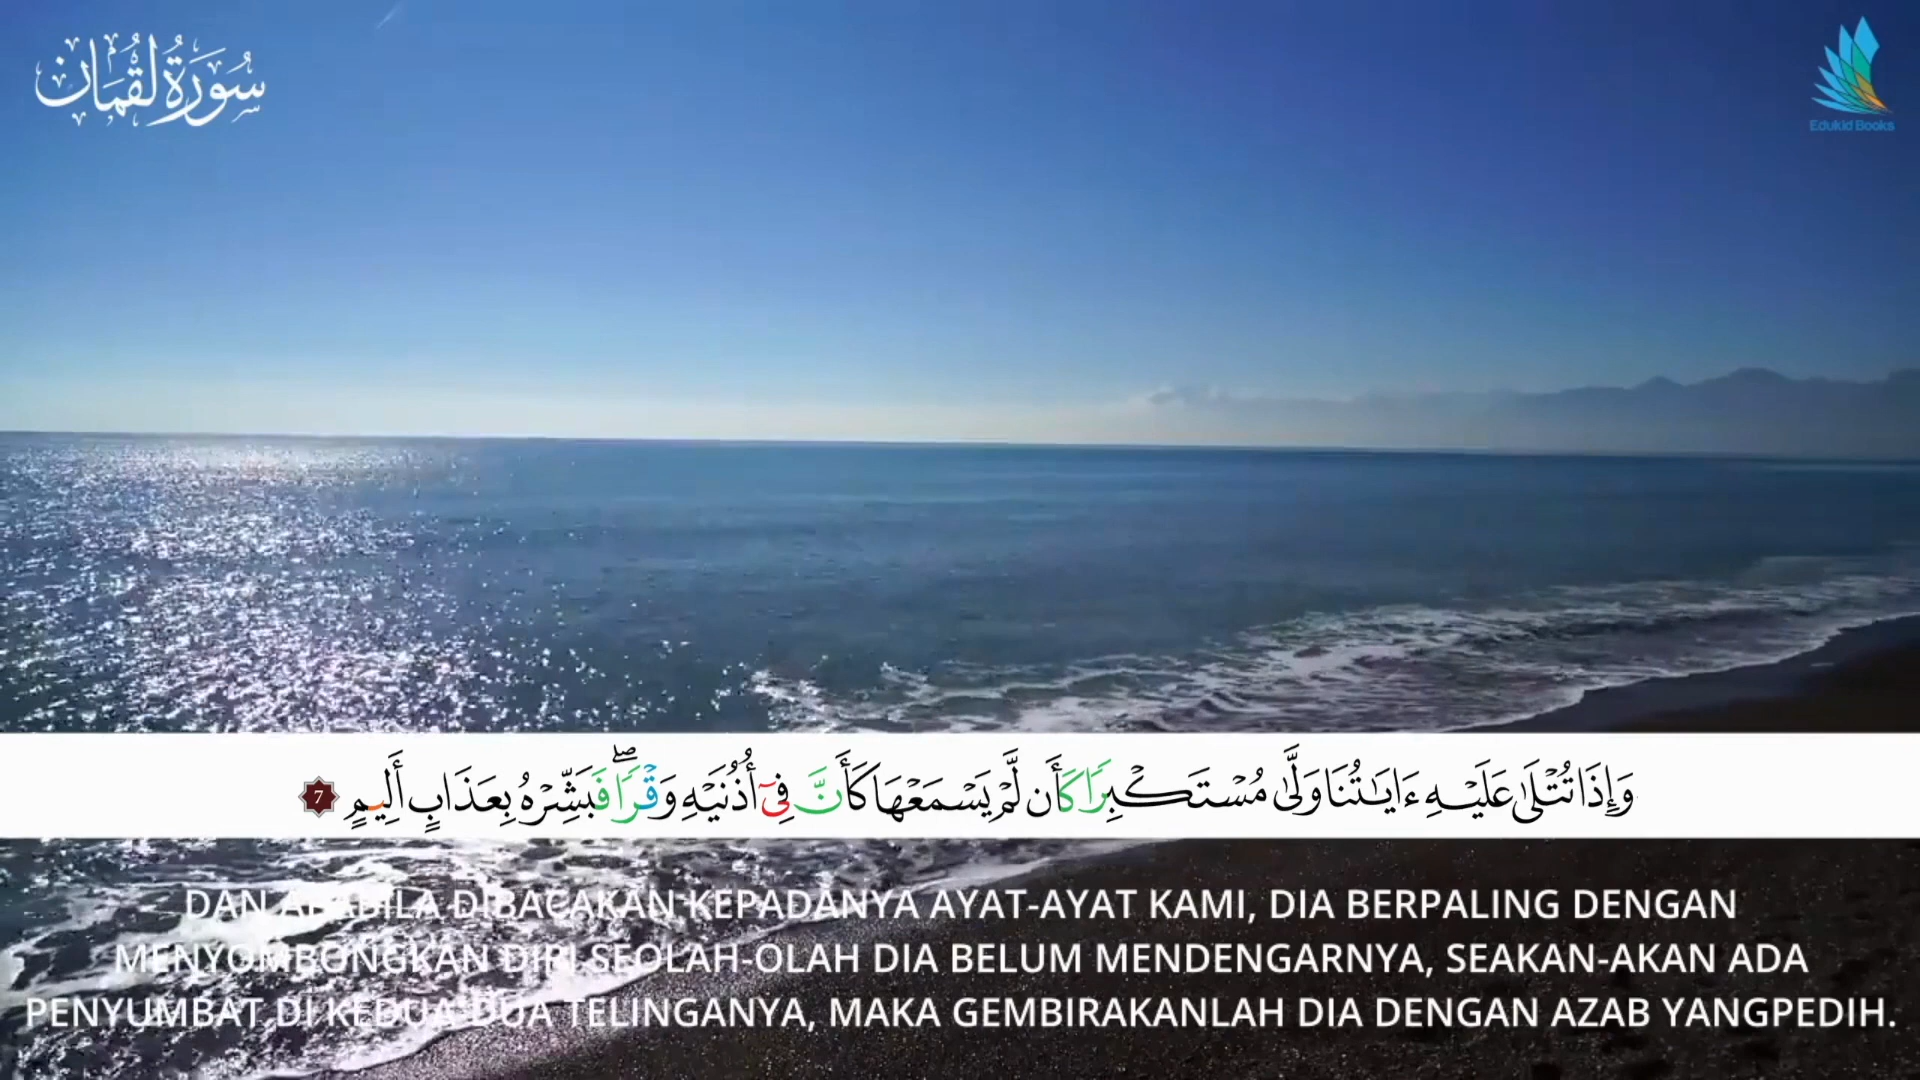 سُورَةُ لُقْمَان
Edukid Books
وَإِذَا تُتْلَىٰ عَلَيْهِ ءَايَـٰتُنَا وَلَّىٰ مُسْتَكْبِرًا كَأَن لَّمْ يَسْمَعْهَا كَأَنَّ فِىٓ أُذُنَيْهِ وَقْرًا ۖ فَبَشِّرْهُ بِعَذَابٍ أَلِيمٍ 7
DAN APABILA DIBACAKAN KEPADANYA AYAT-AYAT KAMI, DIA BERPALING DENGAN
MENYOMBONGKAN DIRI SEOLAH-OLAH DIA BELUM MENDENGARNYA, SEAKAN-AKAN ADA
PENYUMBAT DI KEDUA DUA TELINGANYA, MAKA GEMBIRAKANLAH DIA DENGAN AZAB YANGPEDIH.